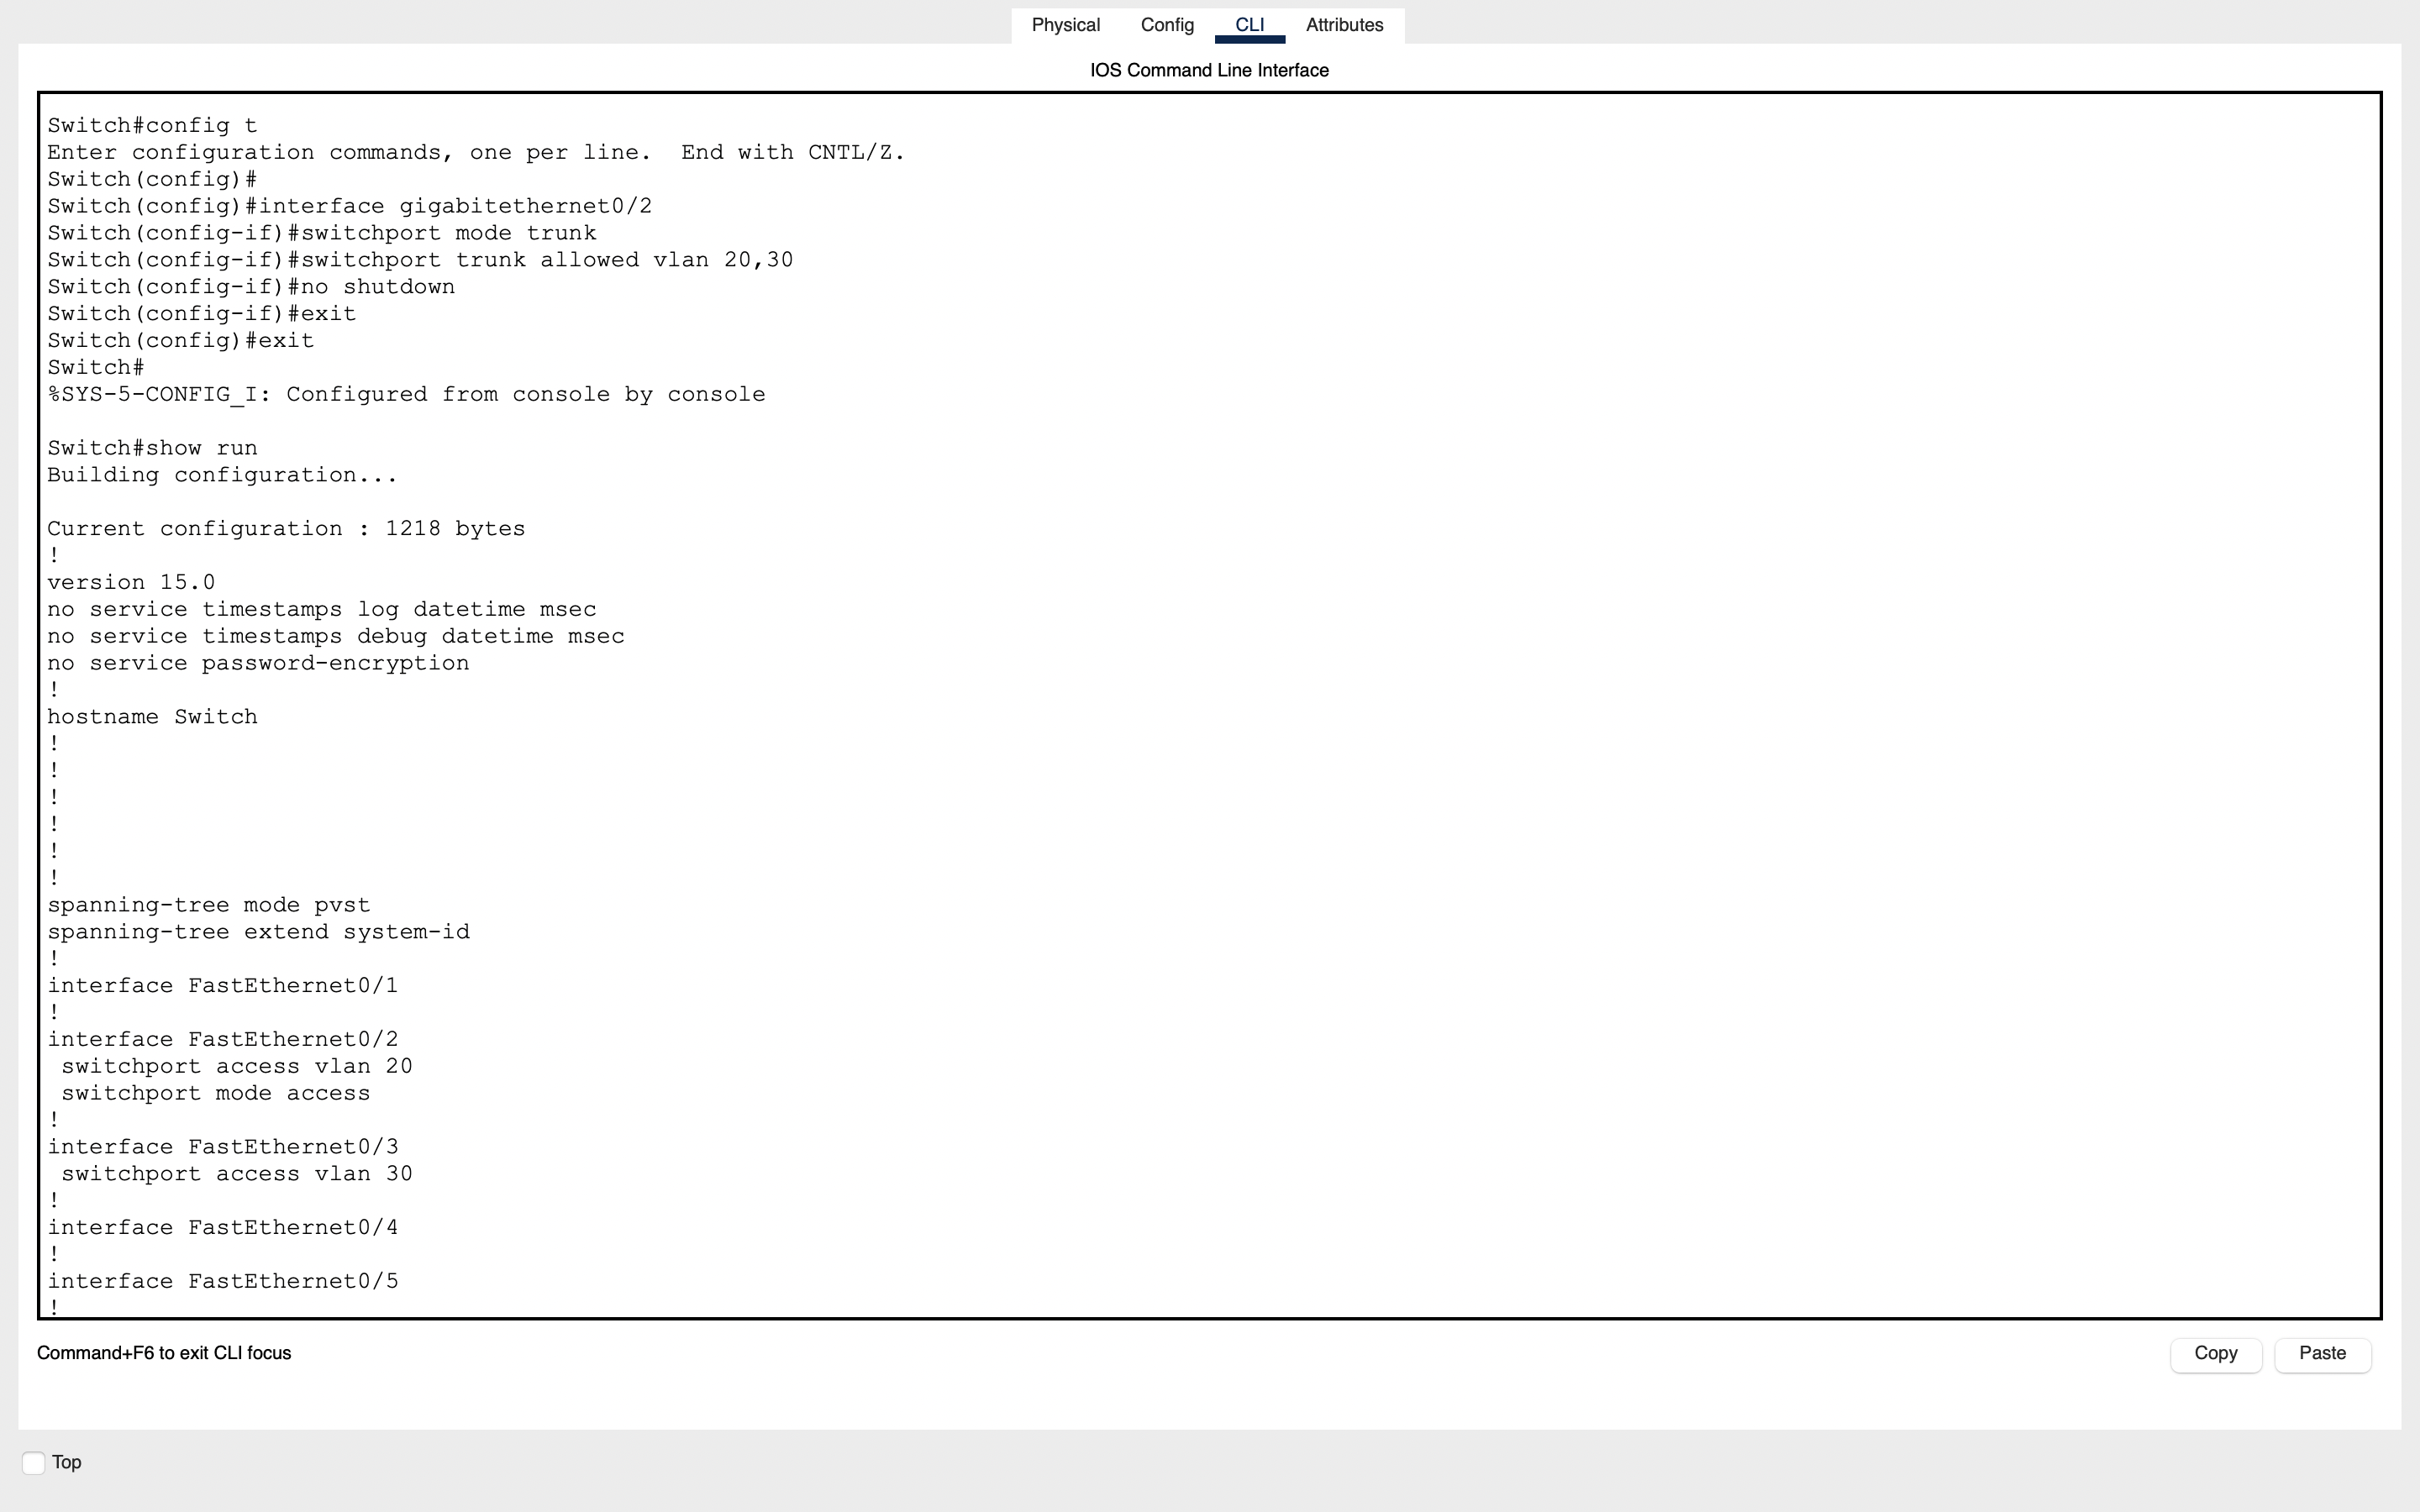 Physical Config CLI Attributes
IOS Command Line Interface
Switch#config t
Enter configuration commands, one per line.  End with CNTL/Z.
Switch(config)#
Switch(config)#interface gigabitethernet0/2
Switch(config-if)#switchport mode trunk
Switch(config-if)#switchport trunk allowed vlan 20,30
Switch(config-if)#no shutdown
Switch(config-if)#exit
Switch(config)#exit
Switch#
%SYS-5-CONFIG_I: Configured from console by console
Switch#show run
Building configuration...
Current configuration : 1218 bytes
!
version 15.0
no service timestamps log datetime msec
no service timestamps debug datetime msec
no service password-encryption
!
hostname Switch
!
!
!
!
!
!
spanning-tree mode pvst
spanning-tree extend system-id
!
interface FastEthernet0/1
!
interface FastEthernet0/2
 switchport access vlan 20
 switchport mode access
!
interface FastEthernet0/3
 switchport access vlan 30
!
interface FastEthernet0/4
!
interface FastEthernet0/5
!
Command+F6 to exit CLI focus
Copy Paste
Top